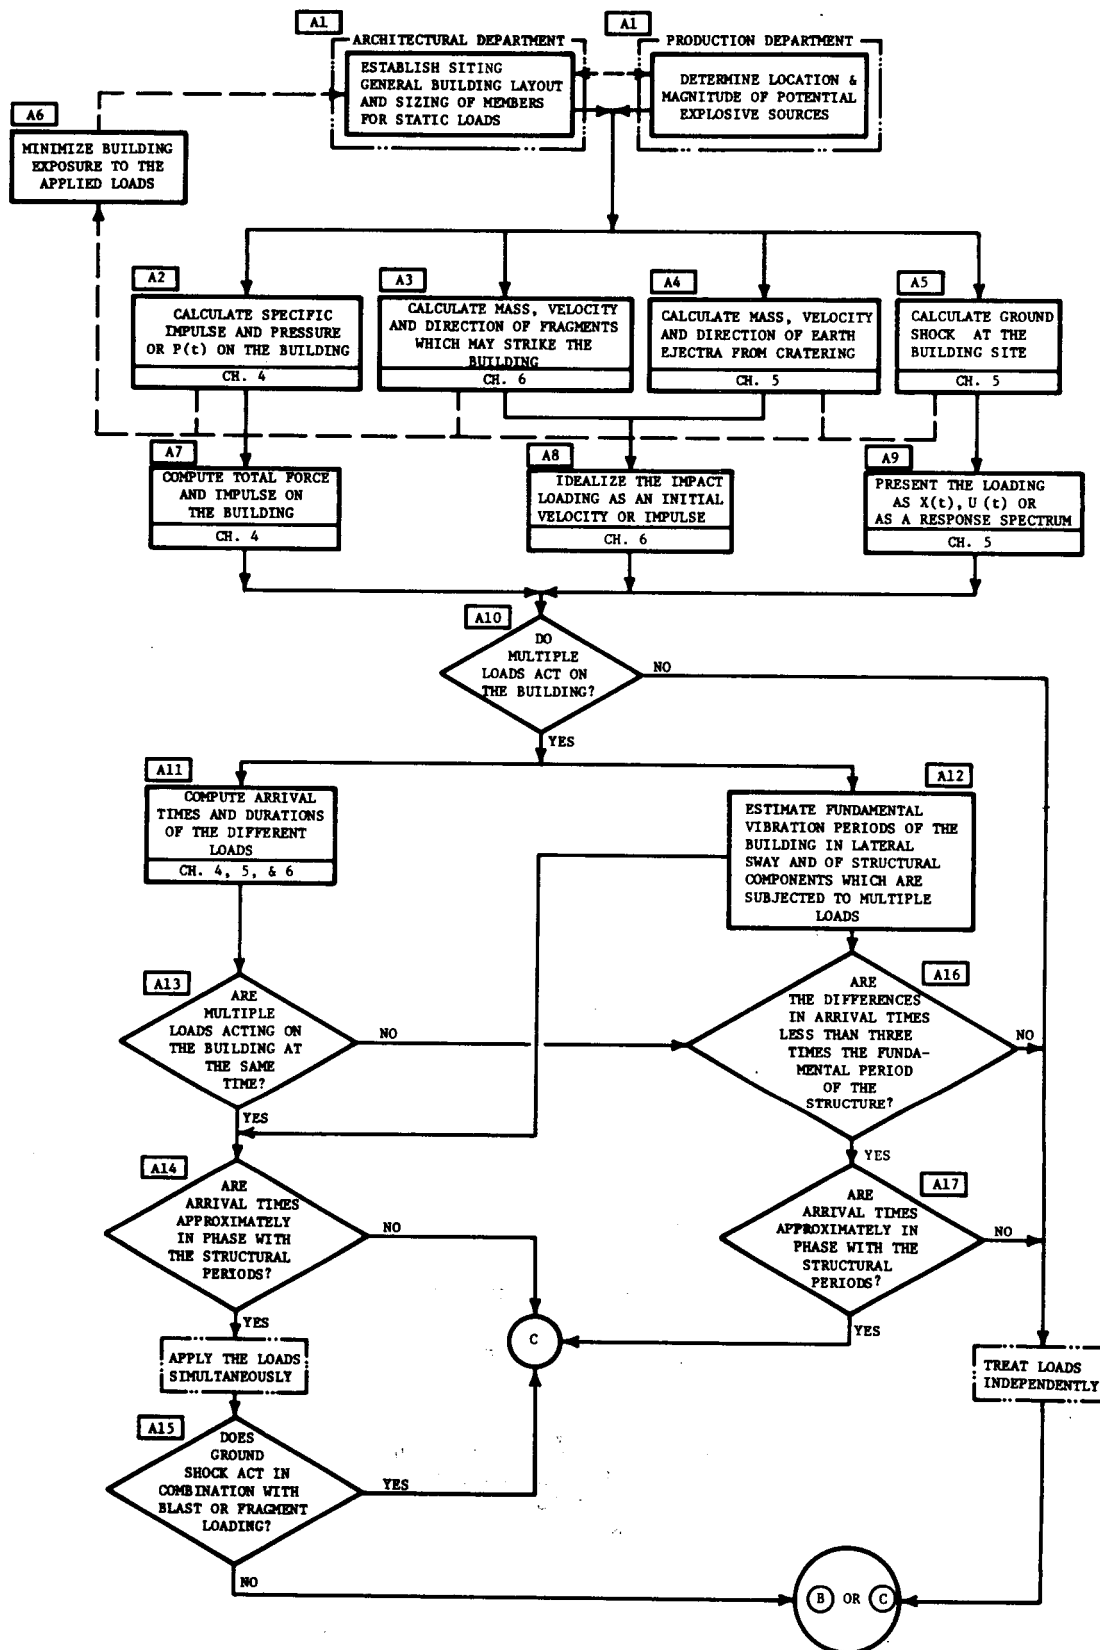 A1
ARCHITECTURAL DEPARTMENT
ESTABLISH SITING
GENERAL BUILDING LAYOUT
AND SIZING OF MEMBERS
FOR STATIC LOADS
A1
PRODUCTION DEPARTMENT
DETERMINE LOCATION &
MAGNITUDE OF POTENTIAL
EXPLOSIVE SOURCES
A6
MINIMIZE BUILDING
EXPOSURE TO THE
APPLIED LOADS
A2
CALCULATE SPECIFIC
IMPULSE AND PRESSURE
OR P(t) ON THE BUILDING
CH. 4
A3
CALCULATE MASS, VELOCITY
AND DIRECTION OF FRAGMENTS
WHICH MAY STRIKE THE
BUILDING
CH. 6
A4
CALCULATE MASS, VELOCITY
AND DIRECTION OF EARTH
EJECTRA FROM CRATERING
CH. 5
A5
CALCULATE GROUND
SHOCK AT THE
BUILDING SITE
CH. 5
A7
COMPUTE TOTAL FORCE
AND IMPULSE ON
THE BUILDING
CH. 4
A8
IDEALIZE THE IMPACT
LOADING AS AN INITIAL
VELOCITY OR IMPULSE
CH. 6
A9
PRESENT THE LOADING
AS X(t), U (t) OR
AS A RESPONSE SPECTRUM
CH. 5
A10
DO
MULTIPLE
LOADS ACT ON
THE BUILDING?
NO
YES
A11
COMPUTE ARRIVAL
TIMES AND DURATIONS
OF THE DIFFERENT
LOADS
CH. 4, 5, & 6
A12
ESTIMATE FUNDAMENTAL
VIBRATION PERIODS OF THE
BUILDING IN LATERAL
SWAY AND OF STRUCTURAL
COMPONENTS WHICH ARE
SUBJECTED TO MULTIPLE
LOADS
A13
ARE
MULTIPLE
LOADS ACTING ON
THE BUILDING AT
THE SAME
TIME?
NO
YES
A16
ARE
THE DIFFERENCES
IN ARRIVAL TIMES
LESS THAN THREE
TIMES THE FUNDA-
MENTAL PERIOD
OF THE
STRUCTURE?
NO
YES
A14
ARE
ARRIVAL TIMES
APPROXIMATELY
IN PHASE WITH
THE STRUCTURAL
PERIODS?
NO
YES
A17
ARE
ARRIVAL TIMES
APPROXIMATELY IN
PHASE WITH THE
STRUCTURAL
PERIODS?
NO
YES
C
APPLY THE LOADS
SIMULTANEOUSLY
TREAT LOADS
INDEPENDENTLY
A15
DOES
GROUND
SHOCK ACT IN
COMBINATION WITH
BLAST OR FRAGMENT
LOADING?
YES
NO
B OR C